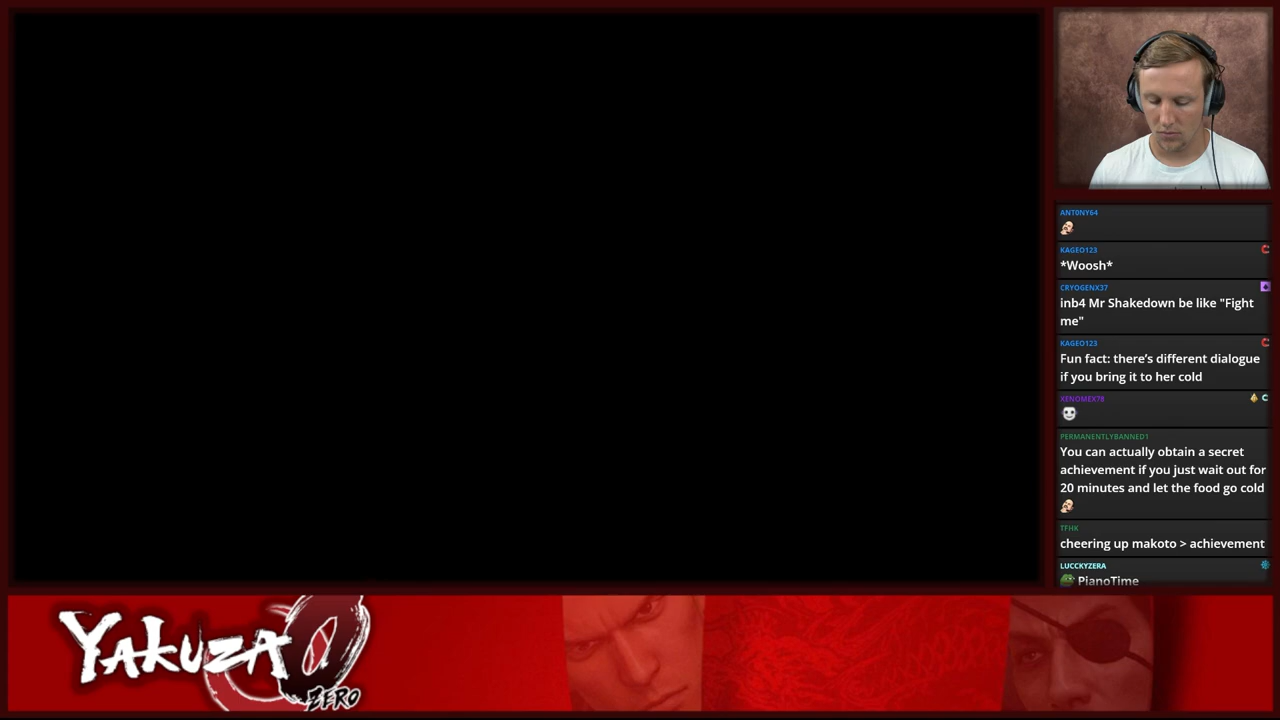 ANT0NY64
KAGEO123
*Woosh*
CRYOGENX37
inb4 Mr Shakedown be like "Fight
me"
KAGEO123
Fun fact: there's different dialogue
if you bring it to her cold
XENOMEX78
PERMANENTLYBANNED1
You can actually obtain a secret
achievement if you just wait out for
20 minutes and let the food go cold
TFHK
cheering up makoto > achievement
LUCCKYZERA
PianoTime
YAKUZA 0
ZERO